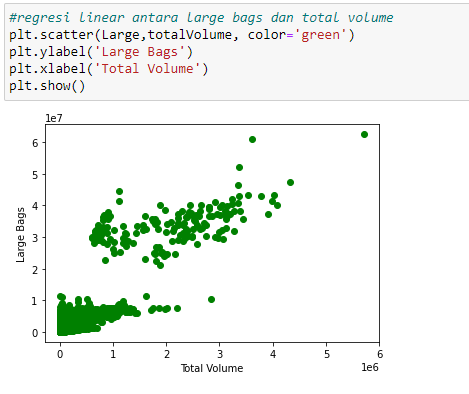 #regresi linear antara large bags dan total volume
plt.scatter(Large,totalVolume, color='green')
plt.ylabel('Large Bags')
plt.xlabel('Total Volume')
plt.show()
1e7
6
5
4
3
2
1
0
Large Bags
0 1 2 3 4 5 6
1e6
Total Volume